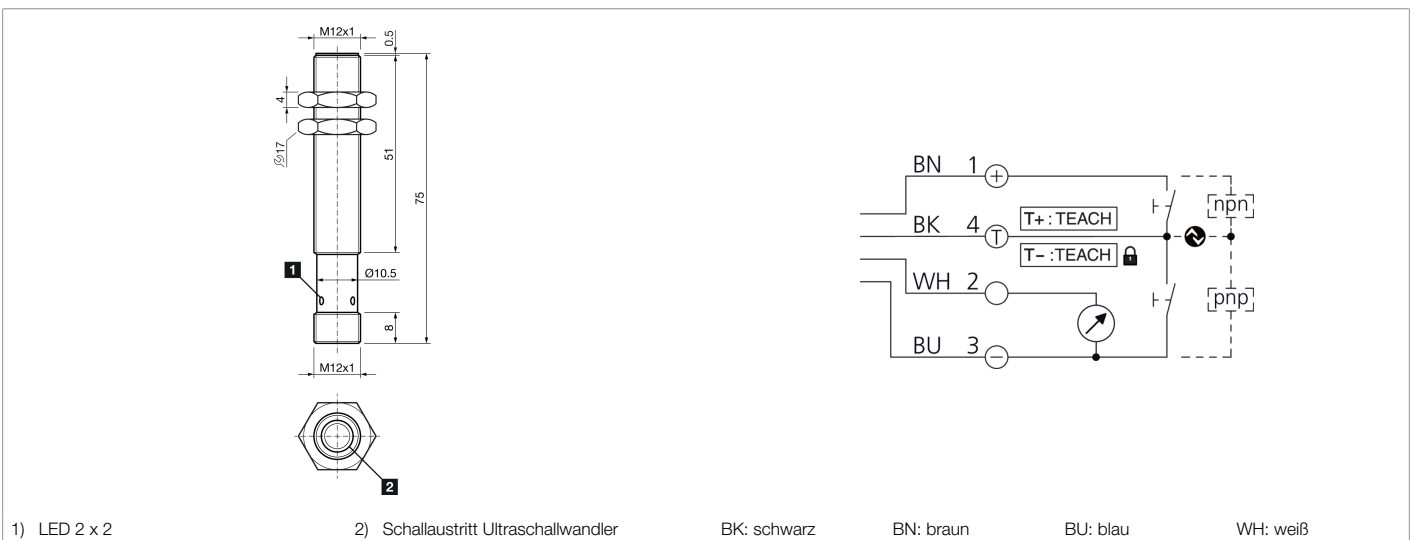 M12x1
0.5
4
17
51
75
1
Ø10.5
8
M12x1
2
BN 1
npn
T+ : TEACH
BK 4 T
T− :TEACH
WH 2
pnp
BU 3
1) LED 2 x 2 2) Schallaustritt Ultraschallwandler BK: schwarz BN: braun BU: blau WH: weiß